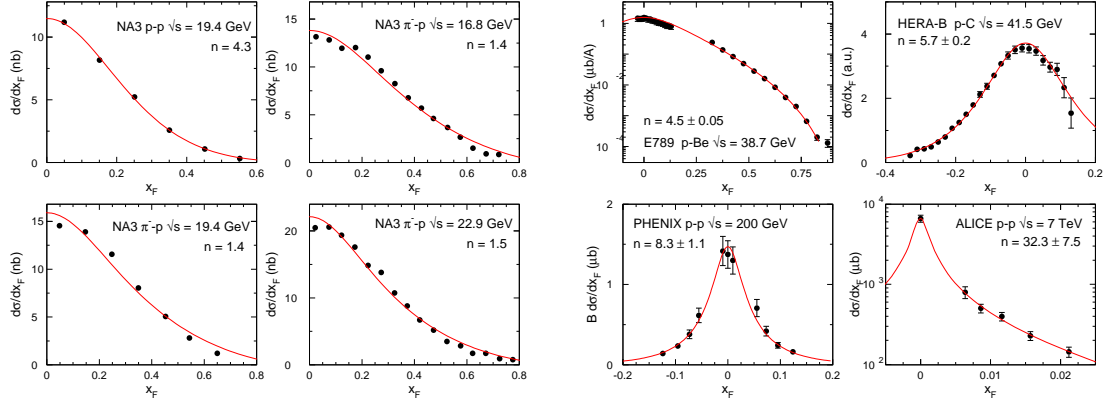 NA3 p-p √s = 19.4 GeV
n = 4.3
dσ/dx_F (nb)
10
5
0
0 0.2 0.4 0.6
x_F
NA3 π⁻-p √s = 16.8 GeV
n = 1.4
dσ/dx_F (nb)
15
10
5
0
0 0.2 0.4 0.6 0.8
x_F
n = 4.5 ± 0.05
E789 p-Be √s = 38.7 GeV
dσ/dx_F (μb/A)
1
10⁻²
10⁻⁴
0 0.25 0.50 0.75
x_F
HERA-B p-C √s = 41.5 GeV
n = 5.7 ± 0.2
dσ/dx_F (a.u.)
4
2
0
-0.4 -0.2 0 0.2
x_F
NA3 π⁻-p √s = 19.4 GeV
n = 1.4
dσ/dx_F (nb)
15
10
5
0
0 0.2 0.4 0.6 0.8
x_F
NA3 π⁻-p √s = 22.9 GeV
n = 1.5
dσ/dx_F (nb)
20
10
0
0 0.2 0.4 0.6 0.8
x_F
PHENIX p-p √s = 200 GeV
n = 8.3 ± 1.1
B dσ/dx_F (μb)
2
1
0
-0.2 -0.1 0 0.1 0.2
x_F
ALICE p-p √s = 7 TeV
n = 32.3 ± 7.5
dσ/dx_F (μb)
10⁴
10³
10²
0 0.01 0.02
x_F